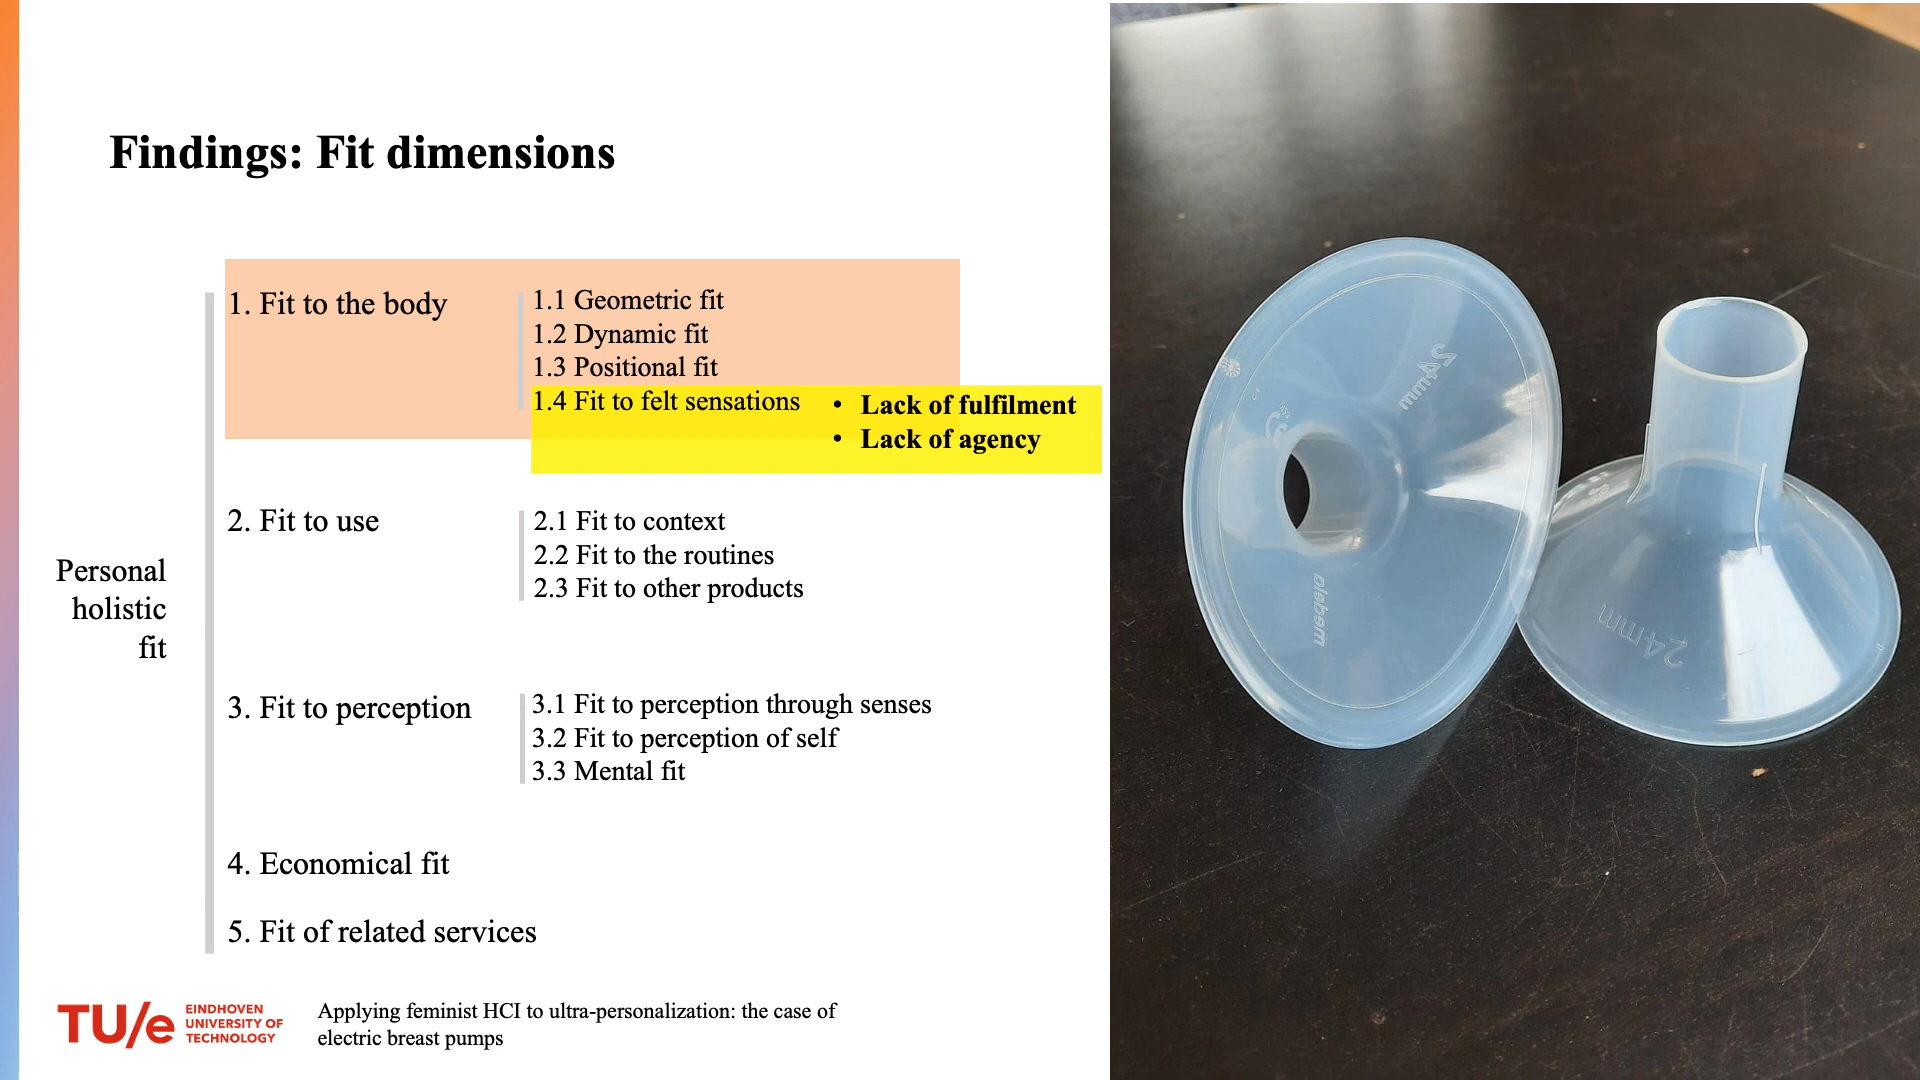 Findings: Fit dimensions
Personal
holistic
fit
1. Fit to the body
1.1 Geometric fit
1.2 Dynamic fit
1.3 Positional fit
1.4 Fit to felt sensations
• Lack of fulfilment
• Lack of agency
2. Fit to use
2.1 Fit to context
2.2 Fit to the routines
2.3 Fit to other products
3. Fit to perception
3.1 Fit to perception through senses
3.2 Fit to perception of self
3.3 Mental fit
4. Economical fit
5. Fit of related services
TU/e
EINDHOVEN
UNIVERSITY OF
TECHNOLOGY
Applying feminist HCI to ultra-personalization: the case of
electric breast pumps
24mm
medela
24mm